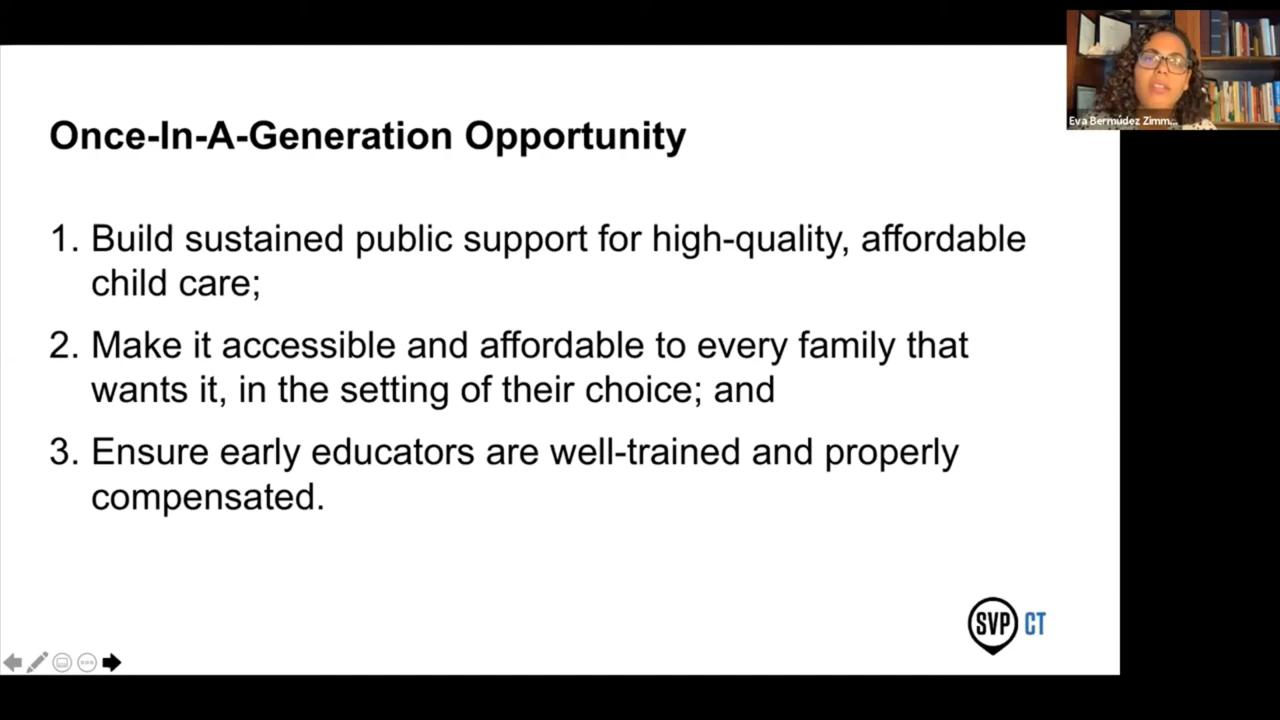 Once-In-A-Generation Opportunity
1. Build sustained public support for high-quality, affordable
child care;
2. Make it accessible and affordable to every family that
wants it, in the setting of their choice; and
3. Ensure early educators are well-trained and properly
compensated.
SVP CT
Eva Bermúdez Zimm...